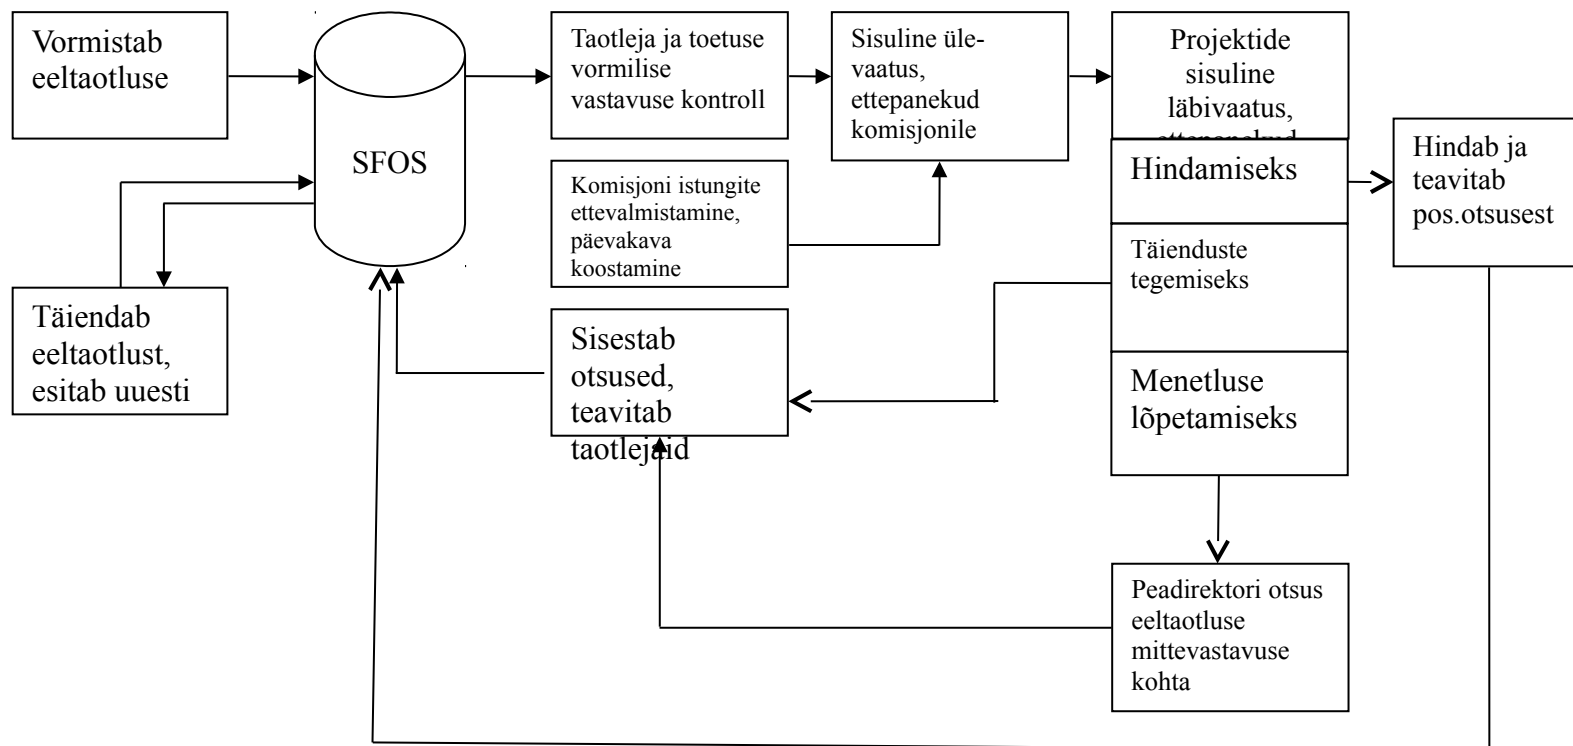 Vormistab
eeltaotluse
SFOS
Taotleja ja toetuse
vormilise
vastavuse kontroll
Sisuline üle-
vaatus,
ettepanekud
komisjonile
Projektide
sisuline
läbivaatus,
ettepanekud
Hindamiseks
Hindab ja
teavitab
pos.otsusest
Komisjoni istungite
ettevalmistamine,
päevakava
koostamine
Täienduste
tegemiseks
Täiendab
eeltaotlust,
esitab uuesti
Sisestab
otsused,
teavitab
taotlejaid
Menetluse
lõpetamiseks
Peadirektori otsus
eeltaotluse
mittevastavuse
kohta